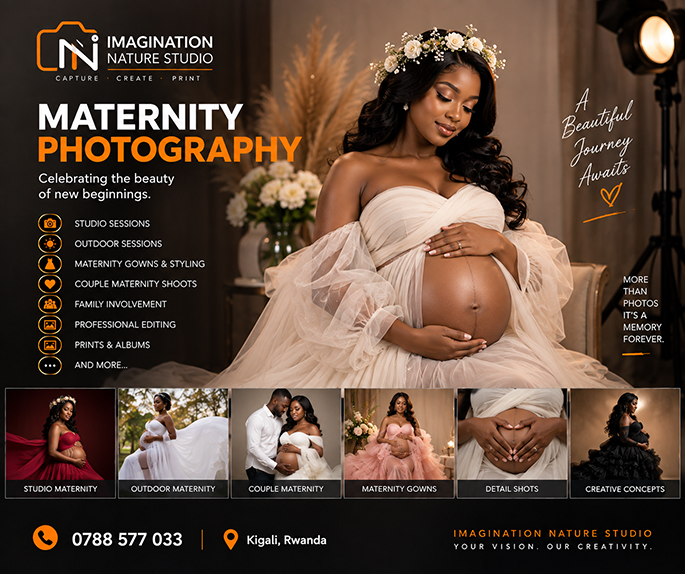 IMAGINATION
NATURE STUDIO
CAPTURE · CREATE · PRINT
MATERNITY
PHOTOGRAPHY
Celebrating the beauty
of new beginnings.
STUDIO SESSIONS
OUTDOOR SESSIONS
MATERNITY GOWNS & STYLING
COUPLE MATERNITY SHOOTS
FAMILY INVOLVEMENT
PROFESSIONAL EDITING
PRINTS & ALBUMS
AND MORE...
A
Beautiful
Journey
Awaits
MORE
THAN
PHOTOS
IT'S A
MEMORY
FOREVER.
STUDIO MATERNITY
OUTDOOR MATERNITY
COUPLE MATERNITY
MATERNITY GOWNS
DETAIL SHOTS
CREATIVE CONCEPTS
0788 577 033
Kigali, Rwanda
IMAGINATION NATURE STUDIO
YOUR VISION. OUR CREATIVITY.